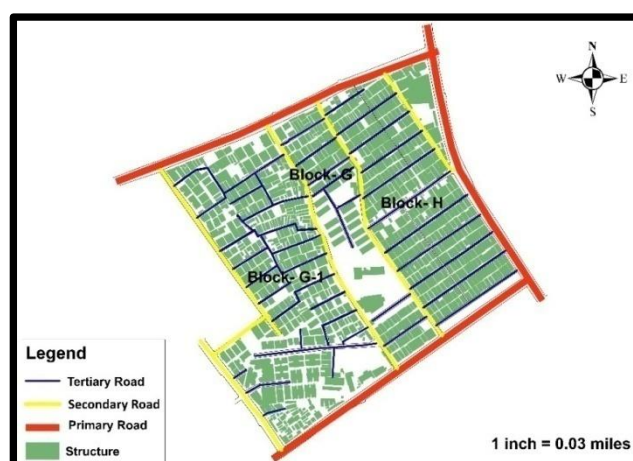 N
W E
S
Block- G
Block- H
Block- G-1
Legend
Tertiary Road
Secondary Road
Primary Road
Structure
1 inch = 0.03 miles